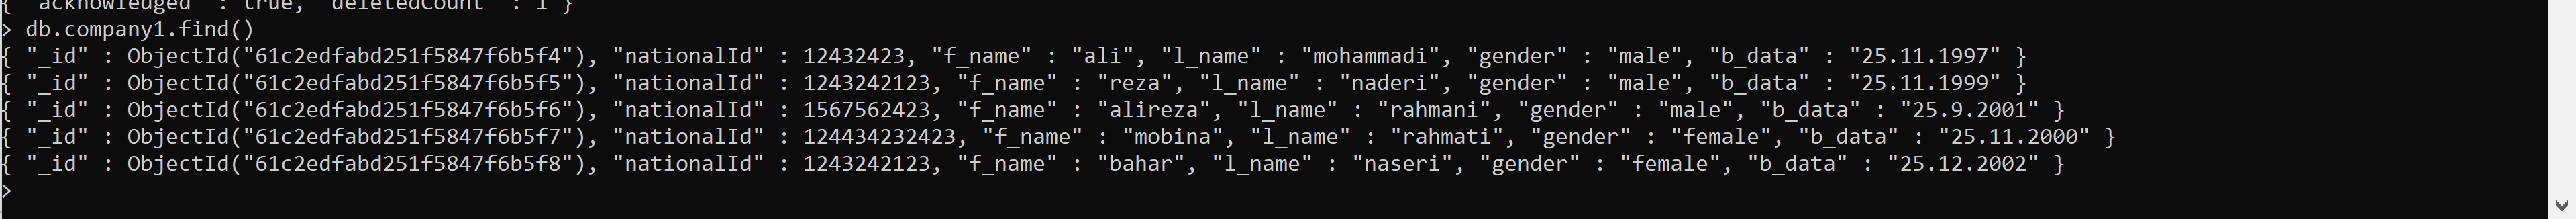 { "acknowledged" : true, "deletedCount" : 1 }
> db.company1.find()
{ "_id" : ObjectId("61c2edfabd251f5847f6b5f4"), "nationalId" : 12432423, "f_name" : "ali", "l_name" : "mohammadi", "gender" : "male", "b_data" : "25.11.1997" }
{ "_id" : ObjectId("61c2edfabd251f5847f6b5f5"), "nationalId" : 1243242123, "f_name" : "reza", "l_name" : "naderi", "gender" : "male", "b_data" : "25.11.1999" }
{ "_id" : ObjectId("61c2edfabd251f5847f6b5f6"), "nationalId" : 1567562423, "f_name" : "alireza", "l_name" : "rahmani", "gender" : "male", "b_data" : "25.9.2001" }
{ "_id" : ObjectId("61c2edfabd251f5847f6b5f7"), "nationalId" : 124434232423, "f_name" : "mobina", "l_name" : "rahmati", "gender" : "female", "b_data" : "25.11.2000" }
{ "_id" : ObjectId("61c2edfabd251f5847f6b5f8"), "nationalId" : 1243242123, "f_name" : "bahar", "l_name" : "naseri", "gender" : "female", "b_data" : "25.12.2002" }
>